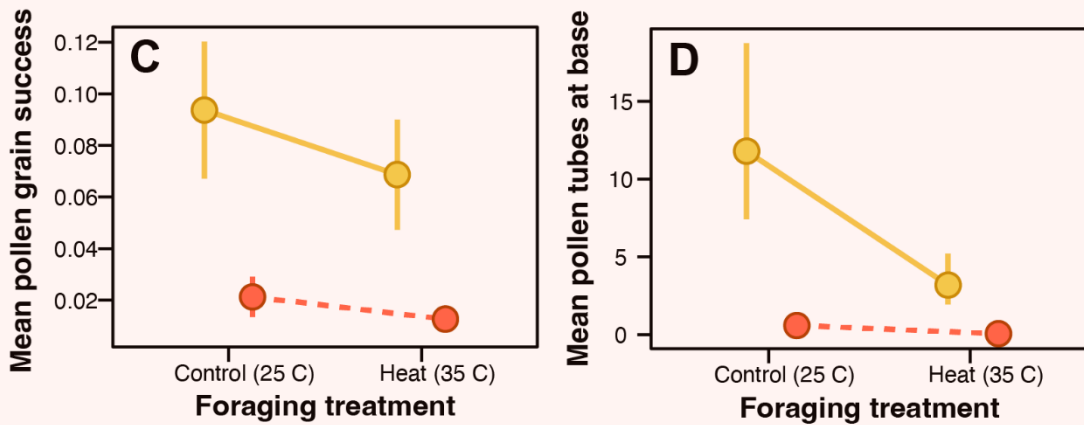 C
Mean pollen grain success
0.12
0.10
0.08
0.06
0.04
0.02
Control (25 C)
Heat (35 C)
Foraging treatment
D
Mean pollen tubes at base
15
10
5
0
Control (25 C)
Heat (35 C)
Foraging treatment